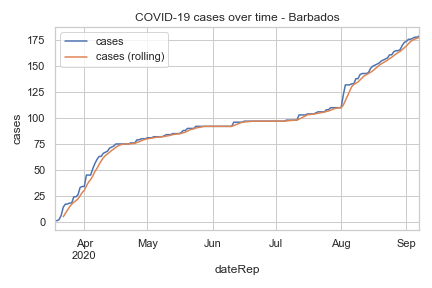 COVID-19 cases over time - Barbados
cases
cases (rolling)
175
150
125
100
75
50
25
0
cases
Apr
2020
May
Jun
Jul
Aug
Sep
dateRep